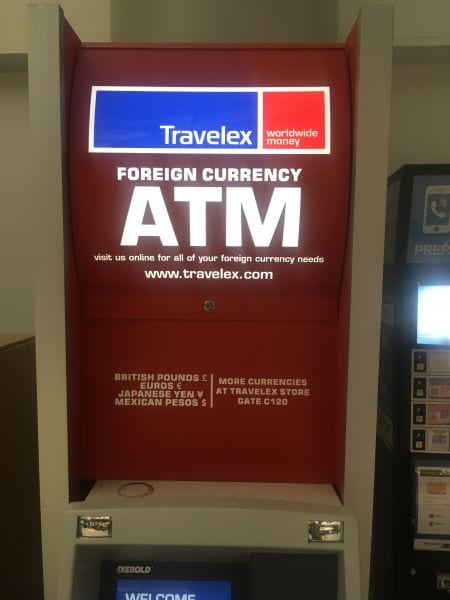 Travelex
worldwide
money
FOREIGN CURRENCY
ATM
visit us online for all of your foreign currency needs
www.travelex.com
BRITISH POUNDS £
EUROS €
JAPANESE YEN ¥
MEXICAN PESOS $
MORE CURRENCIES
AT TRAVELEX STORE
GATE C120
DIEBOLD
WELCOME